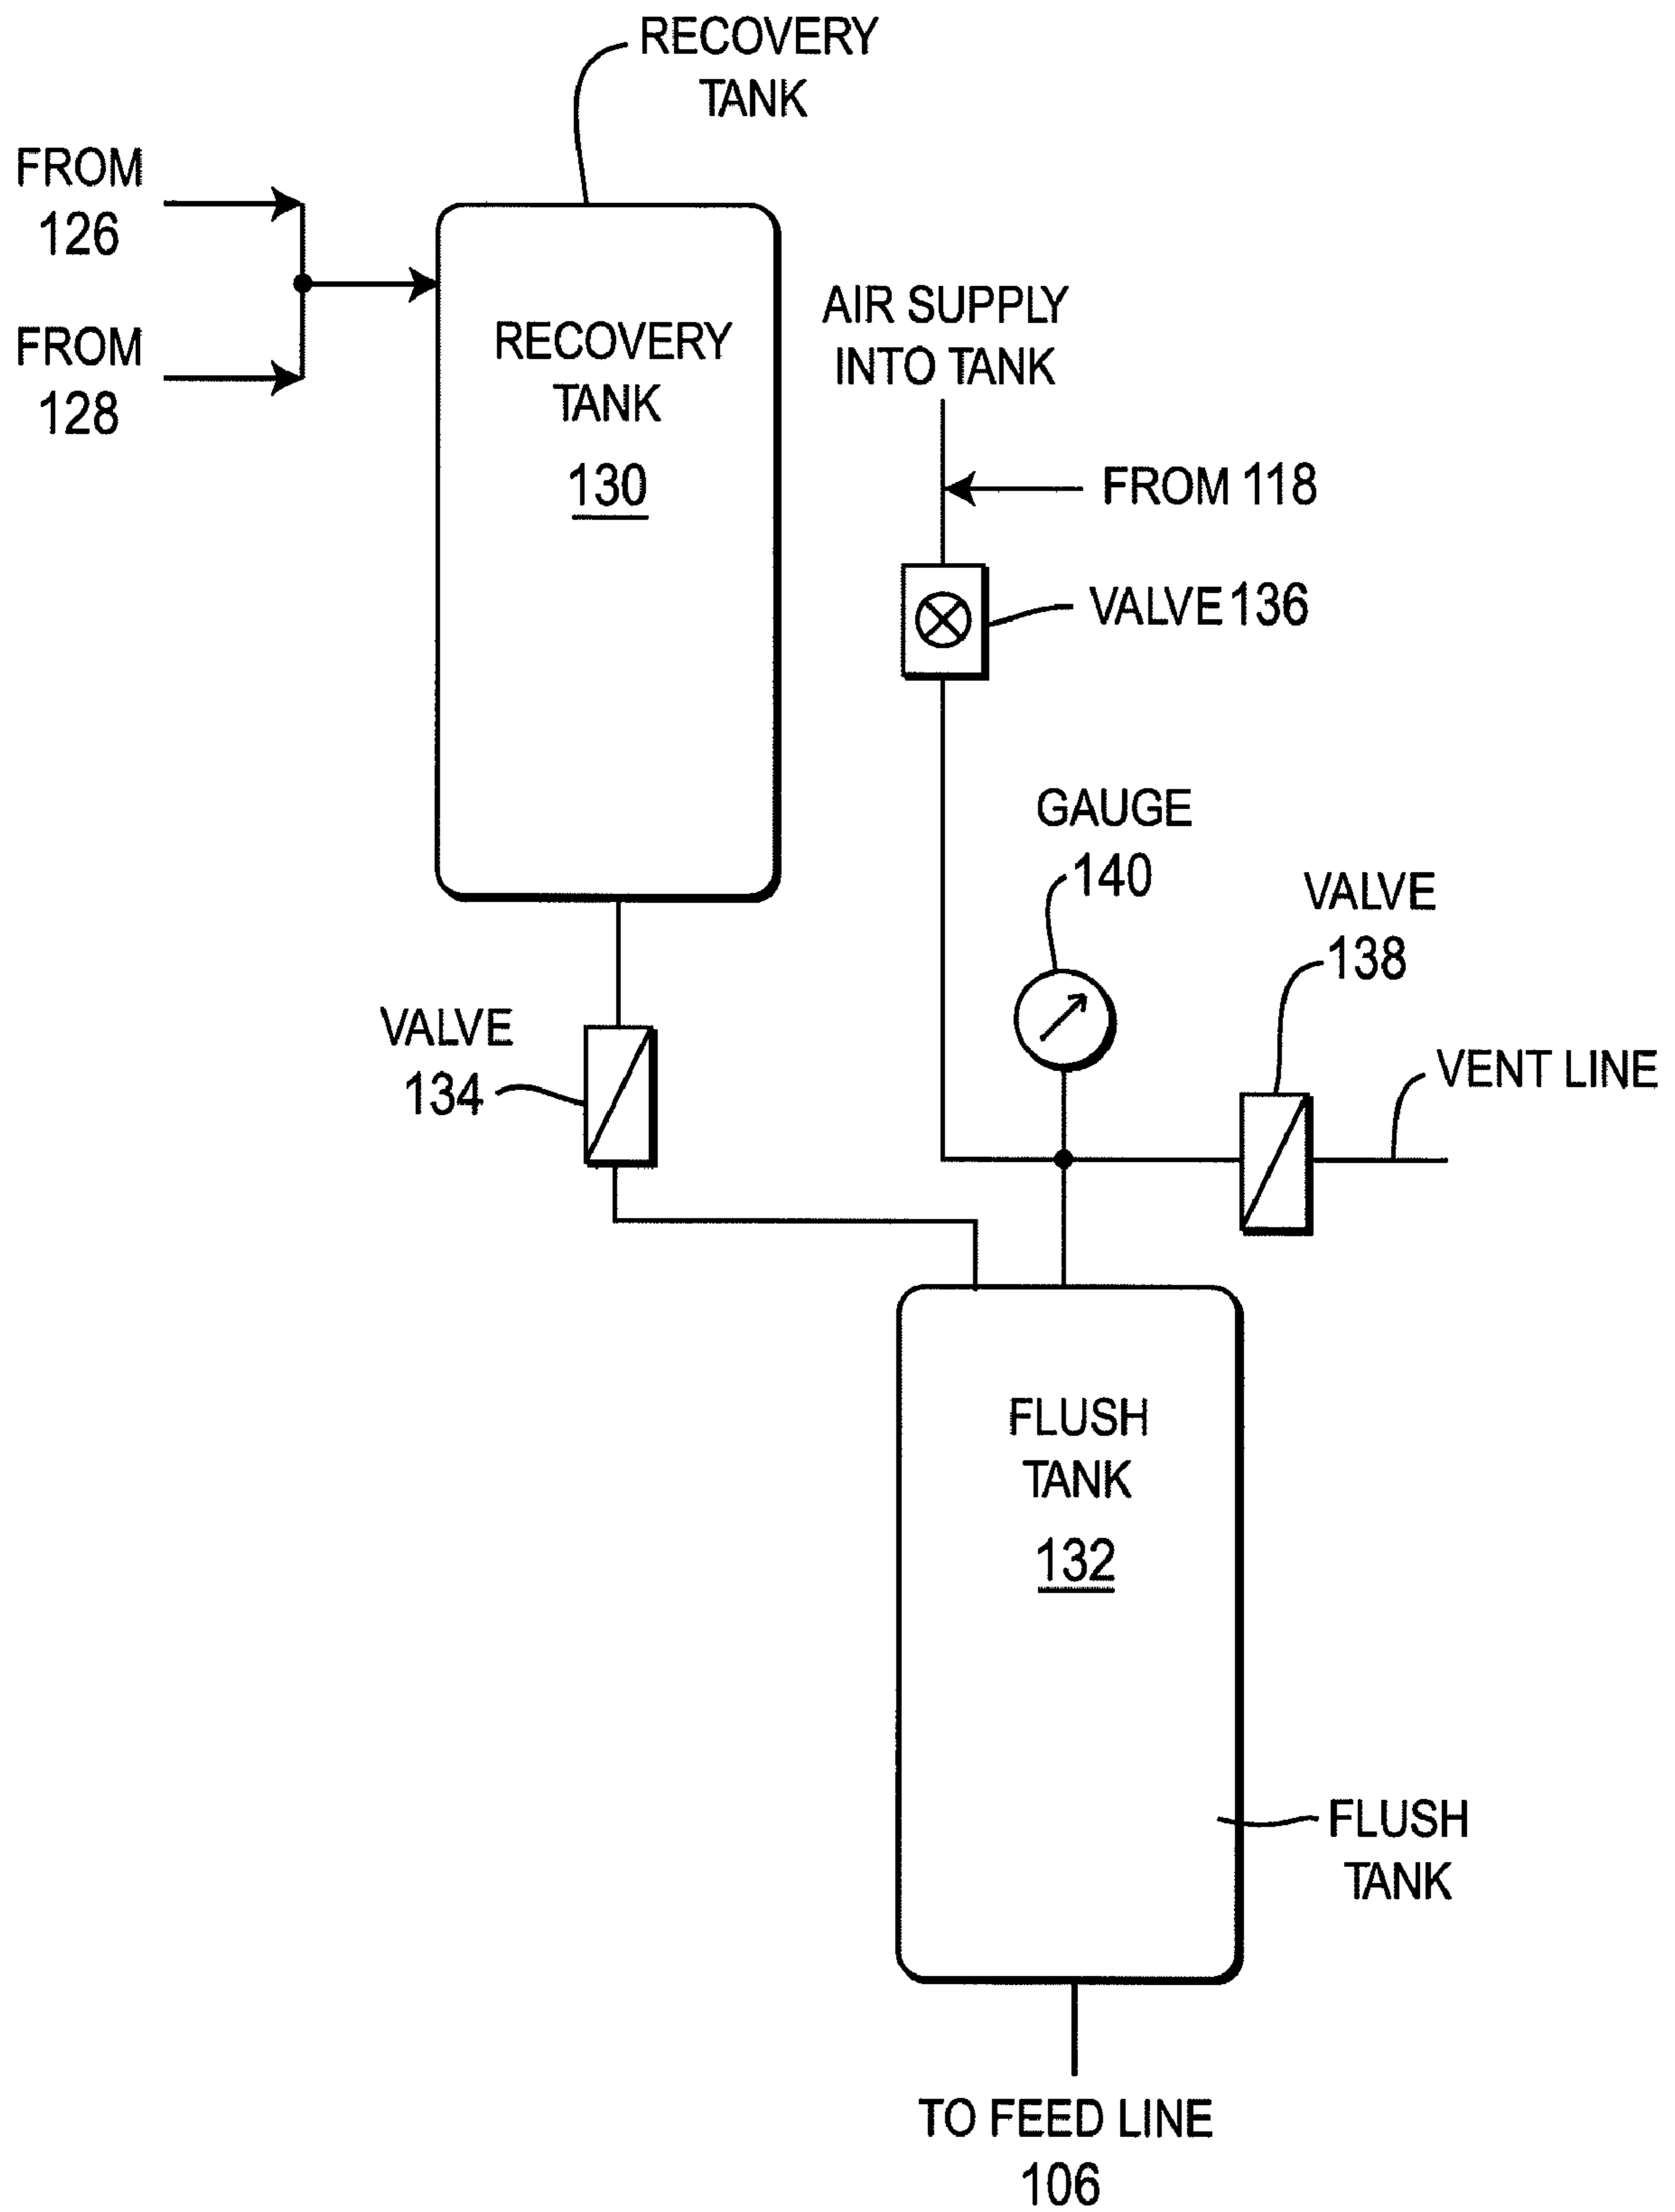 RECOVERY
TANK
FROM
126
FROM
128
RECOVERY
TANK
130
AIR SUPPLY
INTO TANK
FROM 118
VALVE 136
GAUGE
140
VALVE
138
VALVE
134
VENT LINE
FLUSH
TANK
132
FLUSH
TANK
TO FEED LINE
106